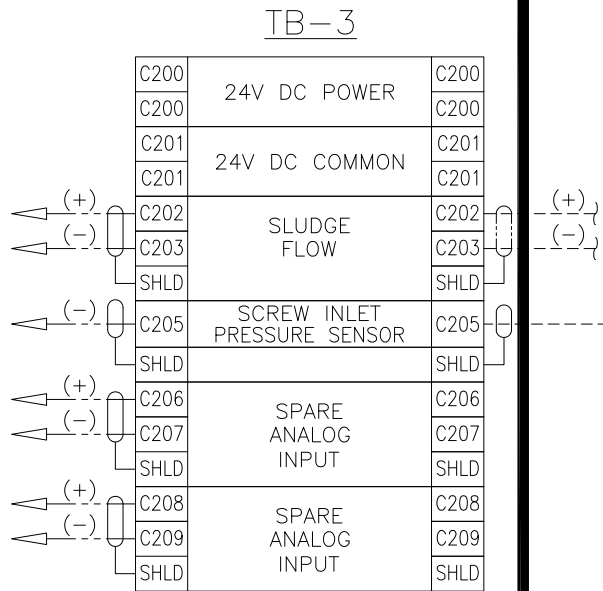 TB-3
C200 24V DC POWER C200
C200 C200
C201 24V DC COMMON C201
C201 C201
(+) C202 SLUDGE C202 (+)
(-) C203 FLOW C203 (-)
SHLD SHLD
(-) C205 SCREW INLET C205
PRESSURE SENSOR
SHLD SHLD
(+) C206 SPARE C206
(-) C207 ANALOG C207
SHLD INPUT SHLD
(+) C208 SPARE C208
(-) C209 ANALOG C209
SHLD INPUT SHLD